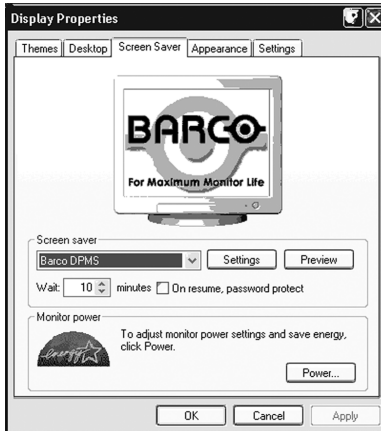 Display Properties
Themes Desktop Screen Saver Appearance Settings
BARCO
For Maximum Monitor Life
Screen saver
Barco DPMS Settings Preview
Wait: 10 minutes On resume, password protect
Monitor power
energy
To adjust monitor power settings and save energy,
click Power.
Power...
OK Cancel Apply